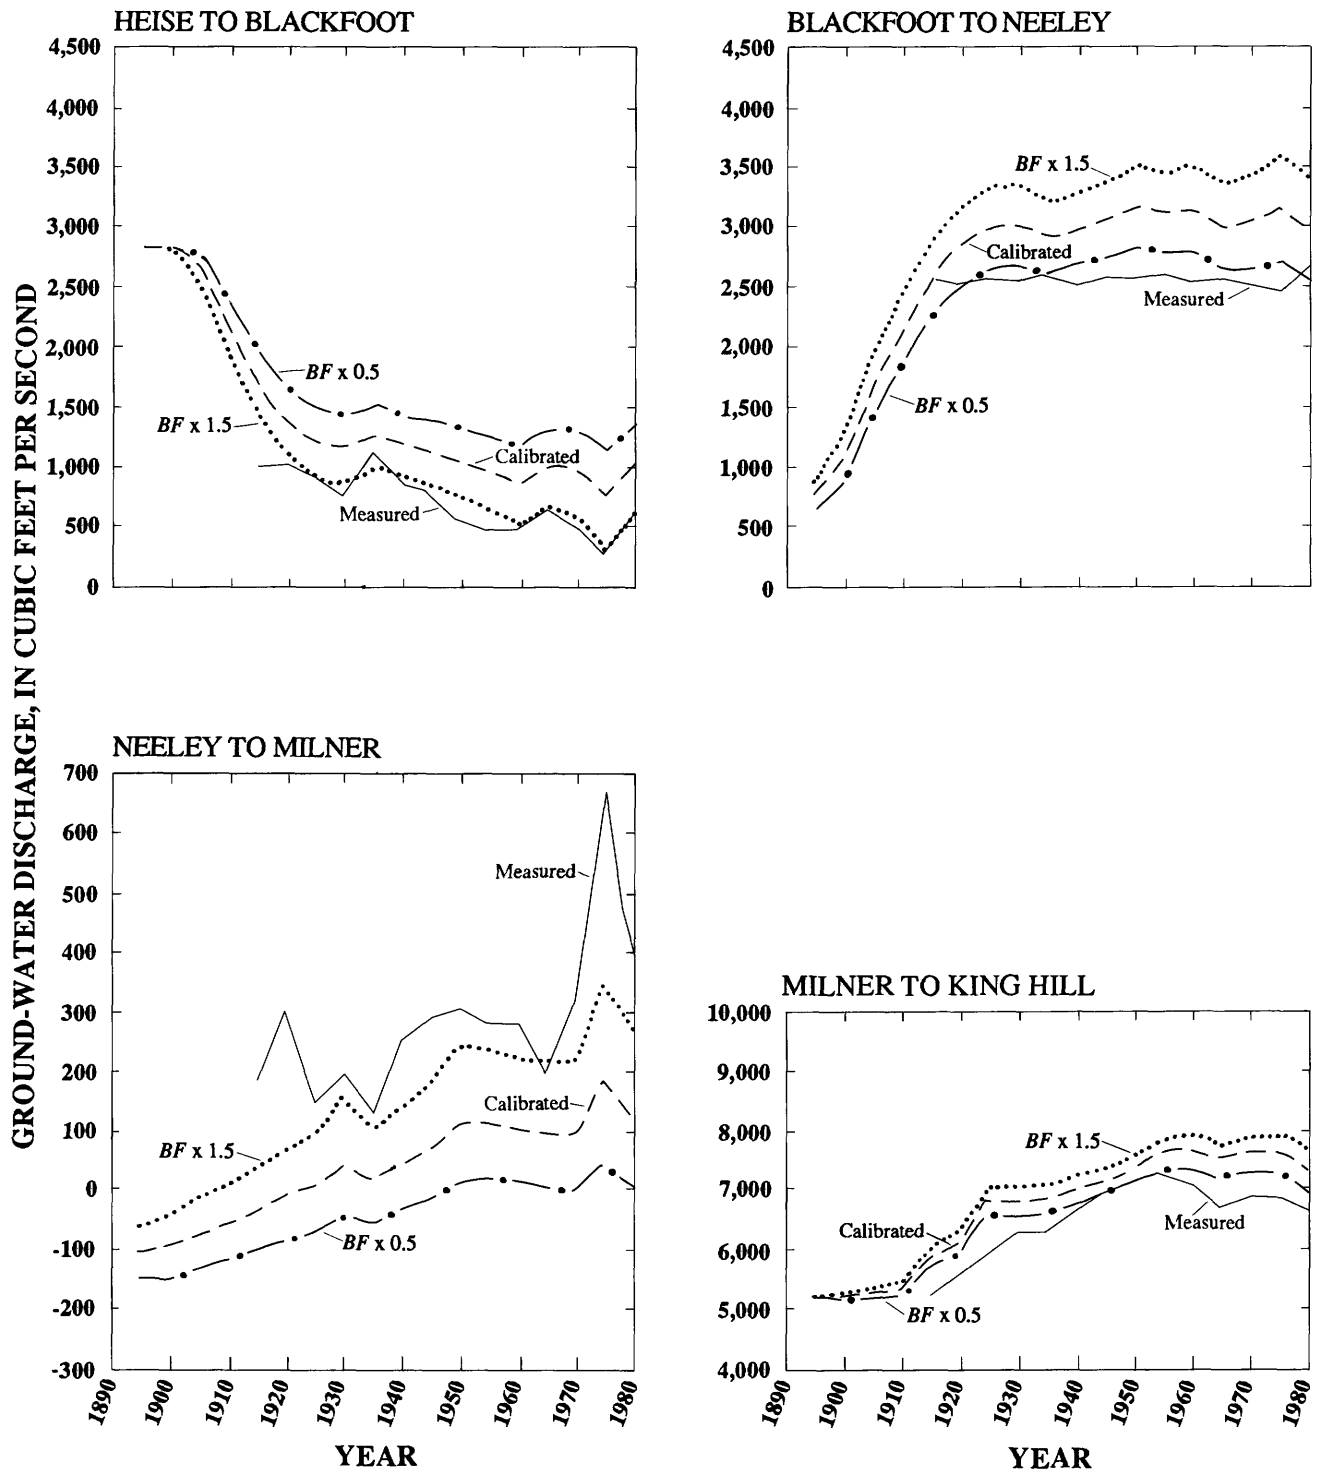 HEISE TO BLACKFOOT
4,500
4,000
3,500
3,000
2,500
2,000
1,500
1,000
500
0
BF x 0.5
BF x 1.5
Calibrated
Measured
BLACKFOOT TO NEELEY
4,500
4,000
3,500
3,000
2,500
2,000
1,500
1,000
500
0
BF x 1.5
Calibrated
Measured
BF x 0.5
GROUND-WATER DISCHARGE, IN CUBIC FEET PER SECOND
NEELEY TO MILNER
700
600
500
400
300
200
100
0
-100
-200
-300
Measured
Calibrated
BF x 1.5
BF x 0.5
1890 1900 1910 1920 1930 1940 1950 1960 1970 1980
YEAR
MILNER TO KING HILL
10,000
9,000
8,000
7,000
6,000
5,000
4,000
BF x 1.5
Calibrated
Measured
BF x 0.5
1890 1900 1910 1920 1930 1940 1950 1960 1970 1980
YEAR